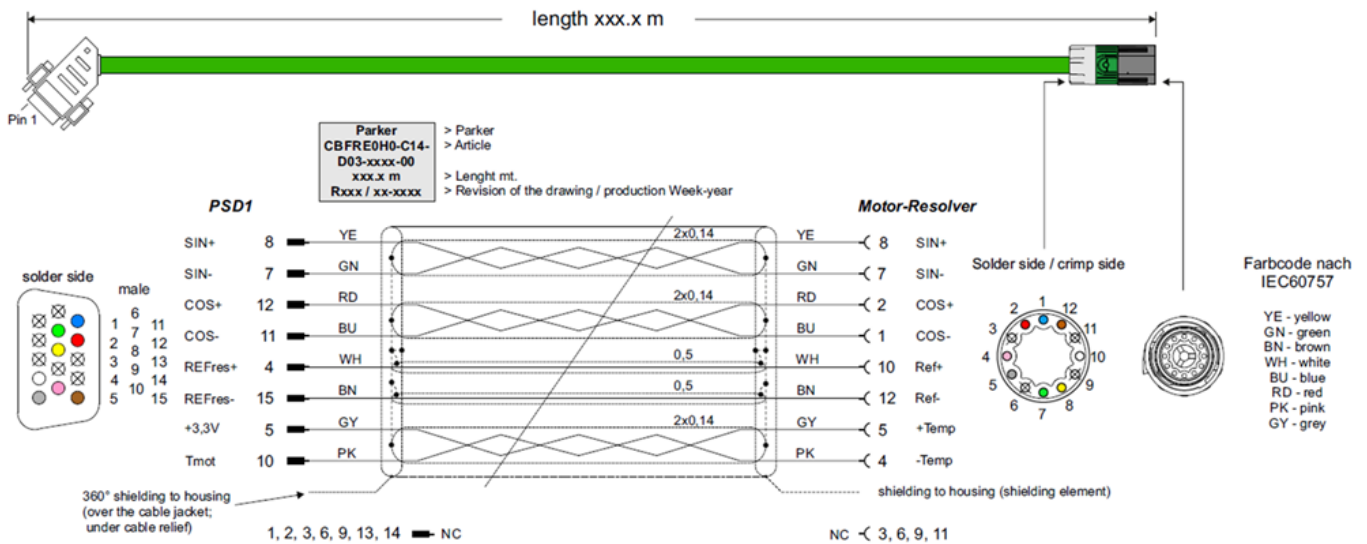 length xxx.x m
Pin 1
Parker
CBFRE0H0-C14-
D03-xxxx-00
xxx.x m
Rxxx / xx-xxxx
> Parker
> Article
> Lenght mt.
> Revision of the drawing / production Week-year
PSD1
Motor-Resolver
SIN+ 8 YE 2x0,14 YE 8 SIN+
SIN- 7 GN GN 7 SIN-
COS+ 12 RD 2x0,14 RD 2 COS+
COS- 11 BU BU 1 COS-
REFres+ 4 WH 0,5 WH 10 Ref+
REFres- 15 BN 0,5 BN 12 Ref-
+3,3V 5 GY 2x0,14 GY 5 +Temp
Tmot 10 PK PK 4 -Temp
solder side
male
6
1 11
7
2 12
8
3 13
9
4 14
10
5 15
Solder side / crimp side
1
2 12
3 11
4 10
5 9
6 8
7
Farbcode nach
IEC60757
YE - yellow
GN - green
BN - brown
WH - white
BU - blue
RD - red
PK - pink
GY - grey
360° shielding to housing
(over the cable jacket;
under cable relief)
shielding to housing (shielding element)
1, 2, 3, 6, 9, 13, 14 NC
NC 3, 6, 9, 11